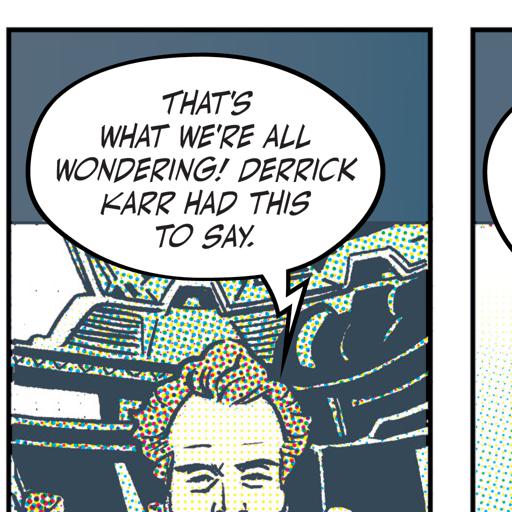 THAT'S
WHAT WE'RE ALL
WONDERING! DERRICK
KARR HAD THIS
TO SAY.